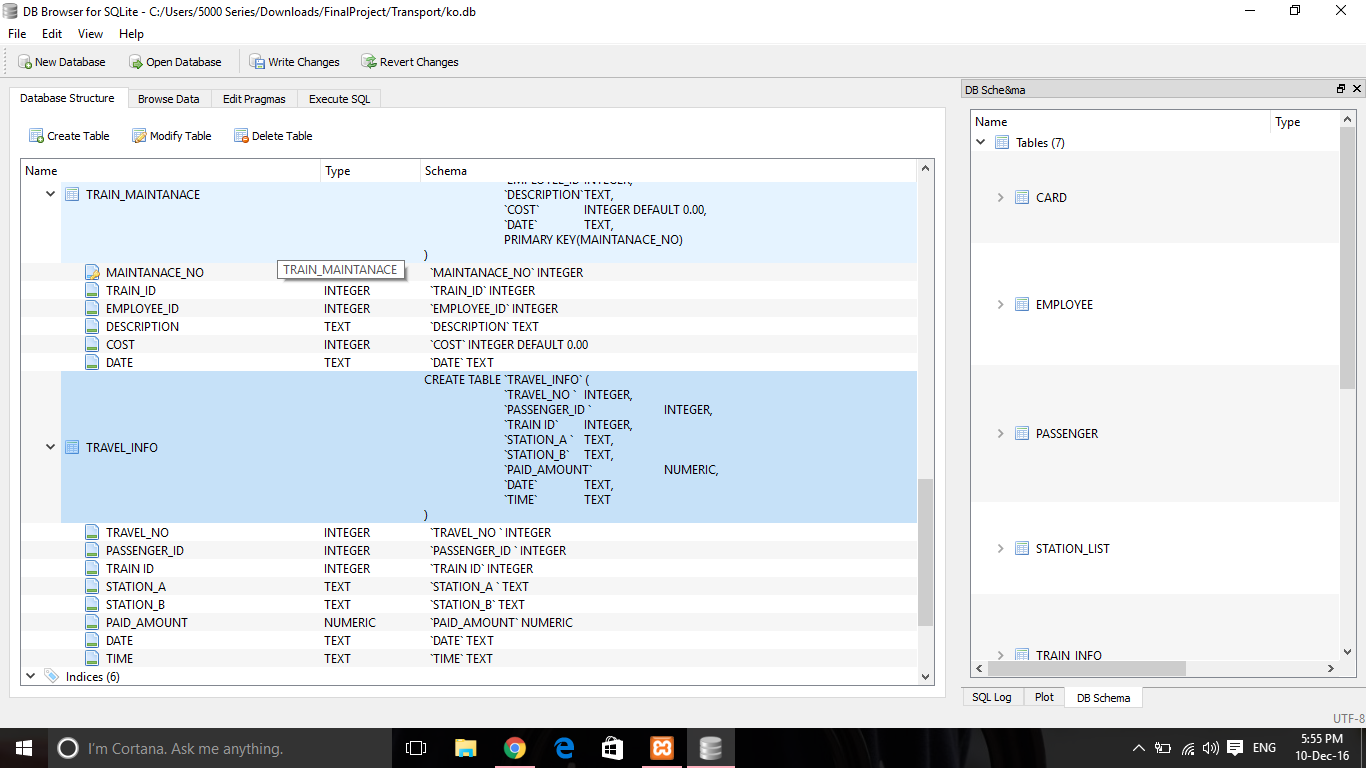 DB Browser for SQLite - C:/Users/5000 Series/Downloads/FinalProject/Transport/ko.db
File Edit View Help
New Database Open Database Write Changes Revert Changes
Database Structure Browse Data Edit Pragmas Execute SQL
Create Table Modify Table Delete Table
Name Type Schema
TRAIN_MAINTANACE
`EMPLOYEE_ID` INTEGER,
`DESCRIPTION` TEXT,
`COST` INTEGER DEFAULT 0.00,
`DATE` TEXT,
PRIMARY KEY(MAINTANACE_NO)
)
MAINTANACE_NO `MAINTANACE_NO` INTEGER
TRAIN_MAINTANACE
TRAIN_ID INTEGER `TRAIN_ID` INTEGER
EMPLOYEE_ID INTEGER `EMPLOYEE_ID` INTEGER
DESCRIPTION TEXT `DESCRIPTION` TEXT
COST INTEGER `COST` INTEGER DEFAULT 0.00
DATE TEXT `DATE` TEXT
TRAVEL_INFO
CREATE TABLE `TRAVEL_INFO` (
`TRAVEL_NO ` INTEGER,
`PASSENGER_ID ` INTEGER,
`TRAIN ID` INTEGER,
`STATION_A ` TEXT,
`STATION_B` TEXT,
`PAID_AMOUNT` NUMERIC,
`DATE` TEXT,
`TIME` TEXT
)
TRAVEL_NO INTEGER `TRAVEL_NO ` INTEGER
PASSENGER_ID INTEGER `PASSENGER_ID ` INTEGER
TRAIN ID INTEGER `TRAIN ID` INTEGER
STATION_A TEXT `STATION_A ` TEXT
STATION_B TEXT `STATION_B` TEXT
PAID_AMOUNT NUMERIC `PAID_AMOUNT` NUMERIC
DATE TEXT `DATE` TEXT
TIME TEXT `TIME` TEXT
Indices (6)
DB Sche&ma
Name Type
Tables (7)
CARD
EMPLOYEE
PASSENGER
STATION_LIST
TRAIN_INFO
SQL Log Plot DB Schema
UTF-8
I'm Cortana. Ask me anything.
ENG
5:55 PM
10-Dec-16